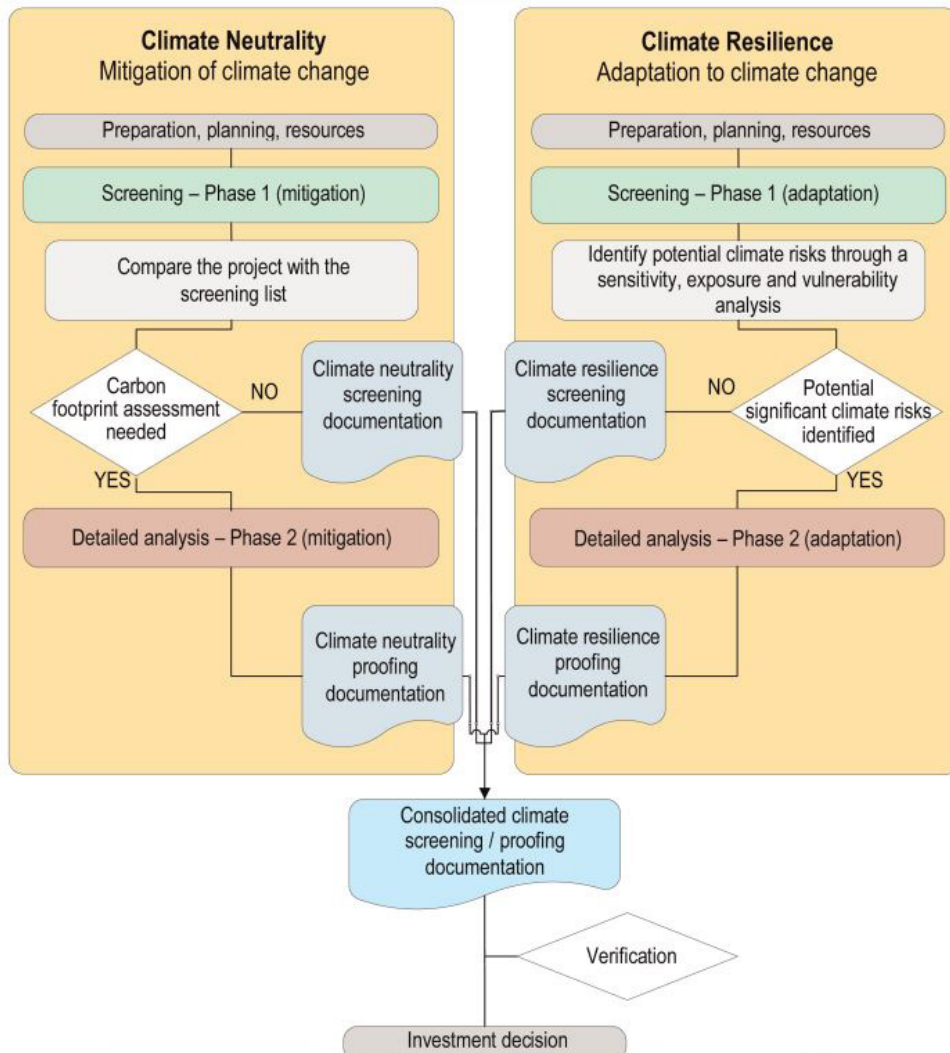 Climate Neutrality
Mitigation of climate change
Preparation, planning, resources
Screening – Phase 1 (mitigation)
Compare the project with the
screening list
Carbon
footprint assessment
needed
NO
YES
Climate neutrality
screening
documentation
Detailed analysis – Phase 2 (mitigation)
Climate neutrality
proofing
documentation
Climate Resilience
Adaptation to climate change
Preparation, planning, resources
Screening – Phase 1 (adaptation)
Identify potential climate risks through a
sensitivity, exposure and vulnerability
analysis
Climate resilience
screening
documentation
NO
Potential
significant climate risks
identified
YES
Detailed analysis – Phase 2 (adaptation)
Climate resilience
proofing
documentation
Consolidated climate
screening / proofing
documentation
Verification
Investment decision